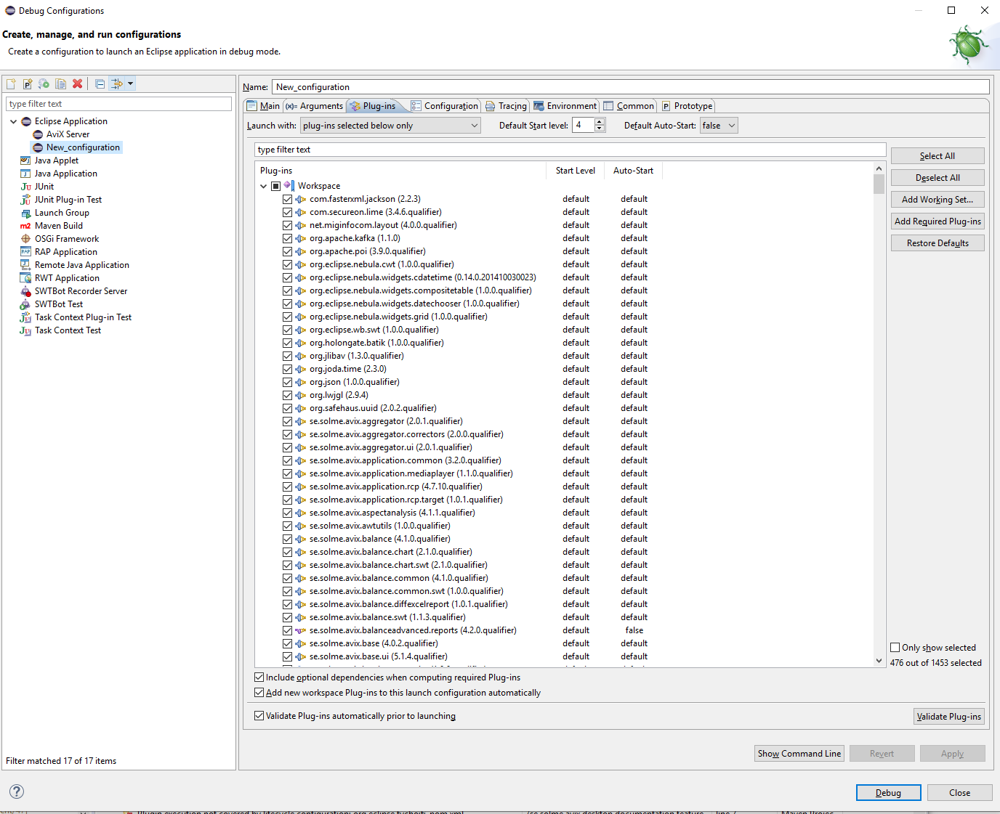 Debug Configurations
Create, manage, and run configurations
Create a configuration to launch an Eclipse application in debug mode.
type filter text
Eclipse Application
AviX Server
New_configuration
Java Applet
Java Application
JUnit
JUnit Plug-in Test
Launch Group
Maven Build
OSGi Framework
RAP Application
Remote Java Application
RWT Application
SWTBot Recorder Server
SWTBot Test
Task Context Plug-in Test
Task Context Test
Filter matched 17 of 17 items
Name: New_configuration
Main (x)= Arguments Plug-ins Configuration Tracing Environment Common Prototype
Launch with: plug-ins selected below only Default Start level: 4 Default Auto-Start: false
type filter text
Plug-ins Start Level Auto-Start
Workspace
com.fasterxml.jackson (2.2.3) default default
com.secureon.lime (3.4.6.qualifier) default default
net.miginfocom.layout (4.0.0.qualifier) default default
org.apache.kafka (1.1.0) default default
org.apache.poi (3.9.0.qualifier) default default
org.eclipse.nebula.cwt (1.0.0.qualifier) default default
org.eclipse.nebula.widgets.cdatetime (0.14.0.201410030023) default default
org.eclipse.nebula.widgets.compositetable (1.0.0.qualifier) default default
org.eclipse.nebula.widgets.datechooser (1.0.0.qualifier) default default
org.eclipse.nebula.widgets.grid (1.0.0.qualifier) default default
org.eclipse.wb.swt (1.0.0.qualifier) default default
org.holongate.batik (1.0.0.qualifier) default default
org.jlibav (1.3.0.qualifier) default default
org.joda.time (2.3.0) default default
org.json (1.0.0.qualifier) default default
org.lwjgl (2.9.4) default default
org.safehaus.uuid (2.0.2.qualifier) default default
se.solme.avix.aggregator (2.0.1.qualifier) default default
se.solme.avix.aggregator.correctors (2.0.0.qualifier) default default
se.solme.avix.aggregator.ui (2.0.1.qualifier) default default
se.solme.avix.application.common (3.2.0.qualifier) default default
se.solme.avix.application.mediaplayer (1.1.0.qualifier) default default
se.solme.avix.application.rcp (4.7.10.qualifier) default default
se.solme.avix.application.rcp.target (1.0.1.qualifier) default default
se.solme.avix.aspectanalysis (4.1.1.qualifier) default default
se.solme.avix.awtutils (1.0.0.qualifier) default default
se.solme.avix.balance (4.1.0.qualifier) default default
se.solme.avix.balance.chart (2.1.0.qualifier) default default
se.solme.avix.balance.chart.swt (2.1.0.qualifier) default default
se.solme.avix.balance.common (4.1.0.qualifier) default default
se.solme.avix.balance.common.swt (1.0.0.qualifier) default default
se.solme.avix.balance.diffexcelreport (1.0.1.qualifier) default default
se.solme.avix.balance.swt (1.1.3.qualifier) default default
se.solme.avix.balanceadvanced.reports (4.2.0.qualifier) default false
se.solme.avix.base (4.0.2.qualifier) default default
se.solme.avix.base.ui (5.1.4.qualifier) default default
Select All
Deselect All
Add Working Set...
Add Required Plug-ins
Restore Defaults
Only show selected
476 out of 1453 selected
Include optional dependencies when computing required Plug-ins
Add new workspace Plug-ins to this launch configuration automatically
Validate Plug-ins automatically prior to launching
Validate Plug-ins
Show Command Line Revert Apply
Debug Close